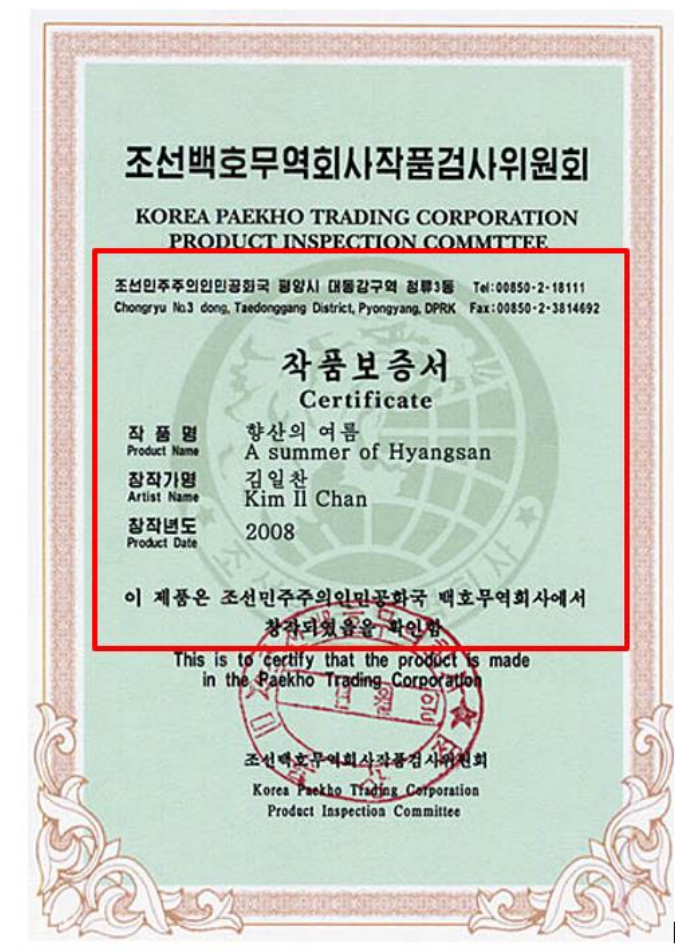 조선백호무역회사작품검사위원회
KOREA PAEKHO TRADING CORPORATION
PRODUCT INSPECTION COMMTTEE
조선민주주의인민공화국 평양시 대동강구역 청류3동 Tel:00850-2-18111
Chongryu No.3 dong, Taedonggang District, Pyongyang, DPRK Fax:00850-2-3814692
작품보증서
Certificate
작 품 명 향산의 여름
Product Name A summer of Hyangsan
창작가명 김일찬
Artist Name Kim Il Chan
창작년도 2008
Product Date
이 제품은 조선민주주의인민공화국 백호무역회사에서
창작되였음을 확인함
This is to certify that the product is made
in the Paekho Trading Corporation
조선백호무역회사작품검사위원회
Korea Paekho Trading Corporation
Product Inspection Committee